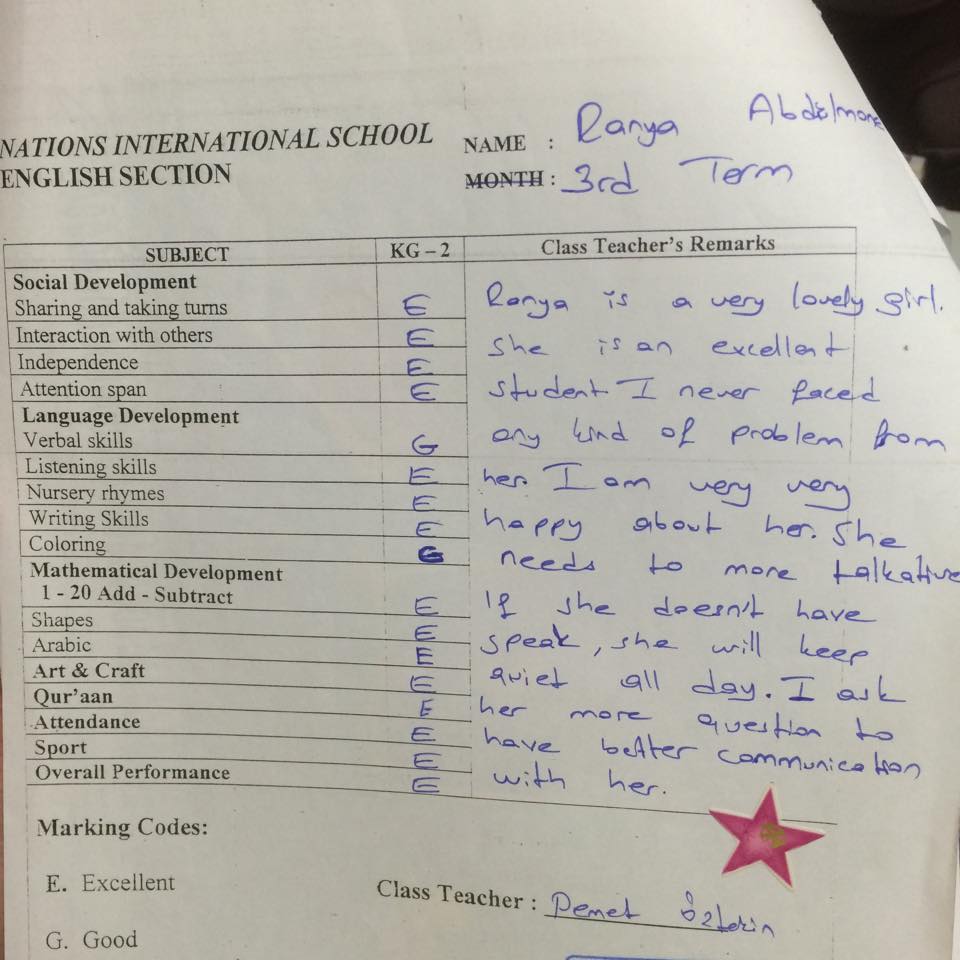 NATIONS INTERNATIONAL SCHOOL
ENGLISH SECTION
NAME : Ranya
MONTH : 3rd Term
SUBJECT KG – 2 Class Teacher's Remarks
Social Development
Sharing and taking turns E
Interaction with others E
Independence E
Attention span E
Language Development
Verbal skills G
Listening skills E
Nursery rhymes E
Writing Skills E
Coloring G
Mathematical Development
1 - 20 Add - Subtract E
Shapes E
Arabic E
Art & Craft E
Qur'aan E
Attendance E
Sport E
Overall Performance E
Ranya is a very lovely girl.
She is an excellent
student I never faced
any kind of problem from
her. I am very very
happy about her. She
needs to more talkative
If she doesn't have
speak, she will keep
quiet all day. I ask
her more question to
have better communication
with her.
Marking Codes:
E. Excellent
G. Good
Class Teacher : Demet